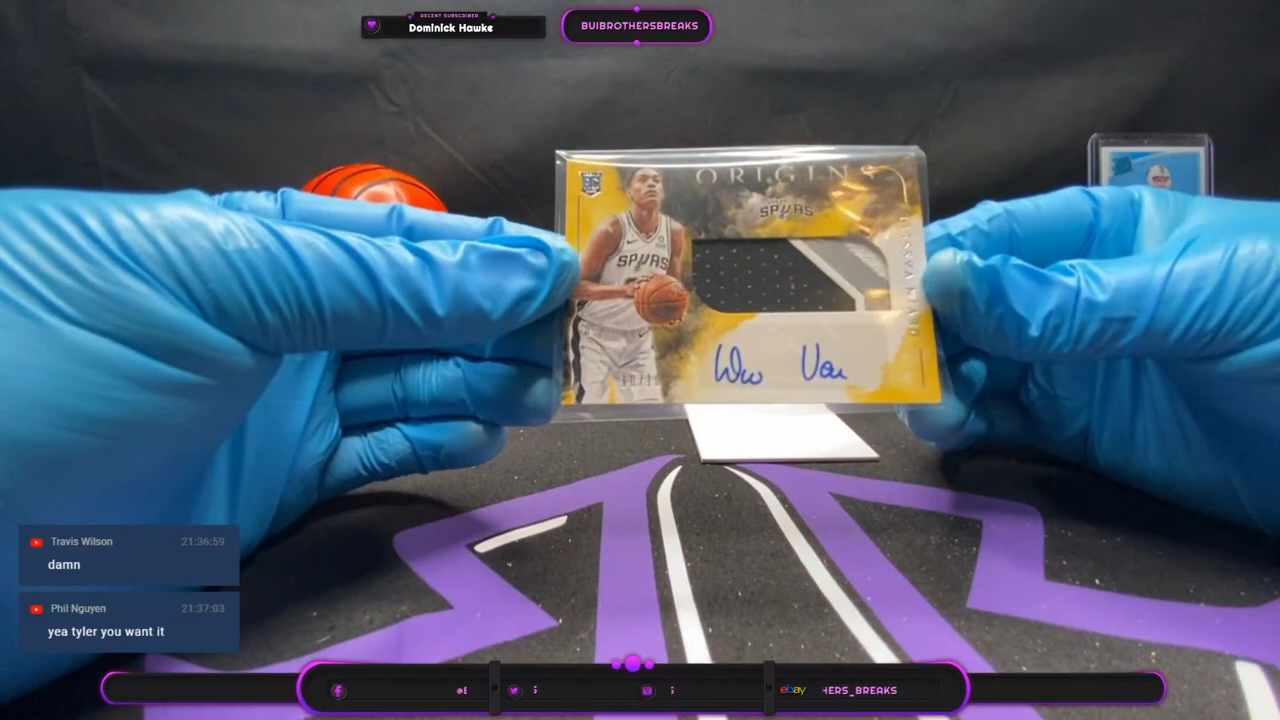 RECENT SUBSCRIBER
Dominick Hawke
BUIBROTHERSBREAKS
ORIGINS
SPURS
SPURS
Travis Wilson 21:36:59
damn
Phil Nguyen 21:37:03
yea tyler you want it
ebay
HERS_BREAKS